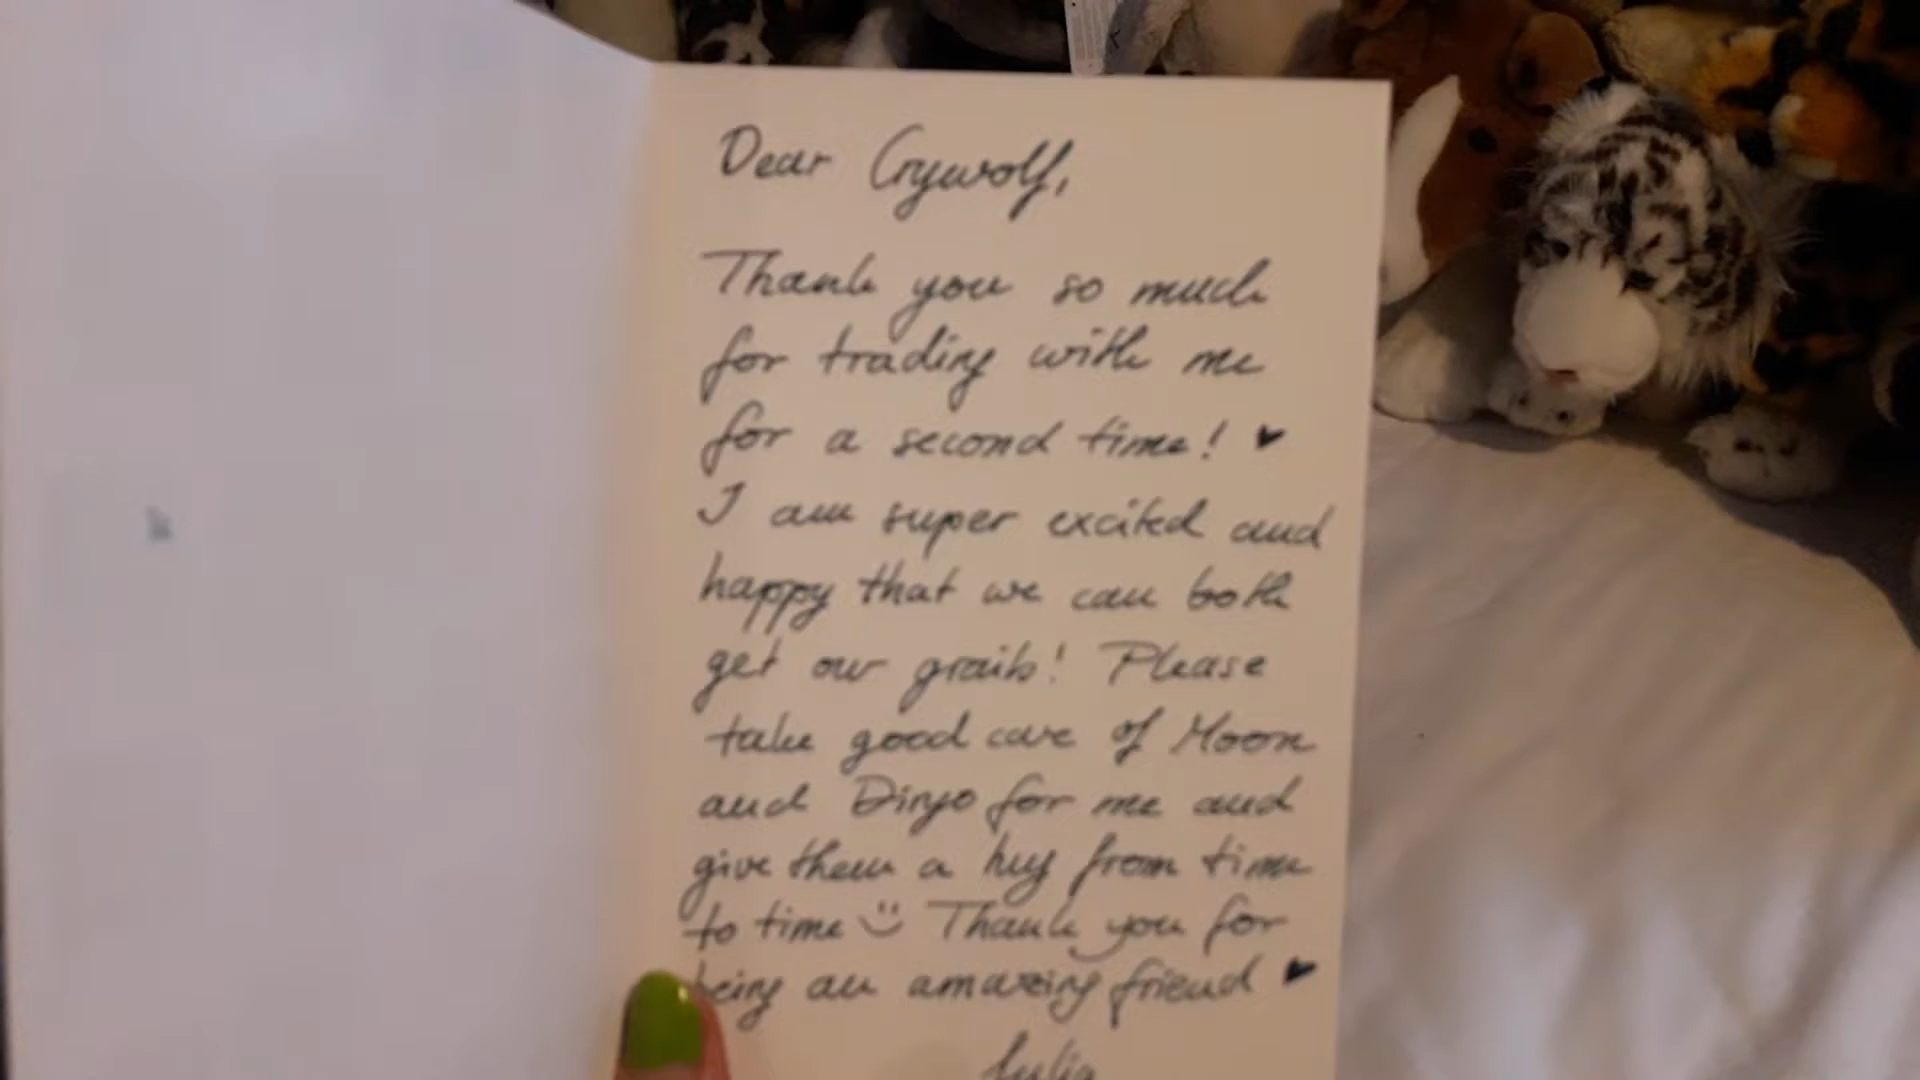 Dear Crywolf,
Thank you so much
for trading with me
for a second time! ♥
I am super excited and
happy that we can both
get our grails! Please
take good care of Moon
and Dingo for me and
give them a hug from time
to time :) Thank you for
being an amazing friend ♥
Julia